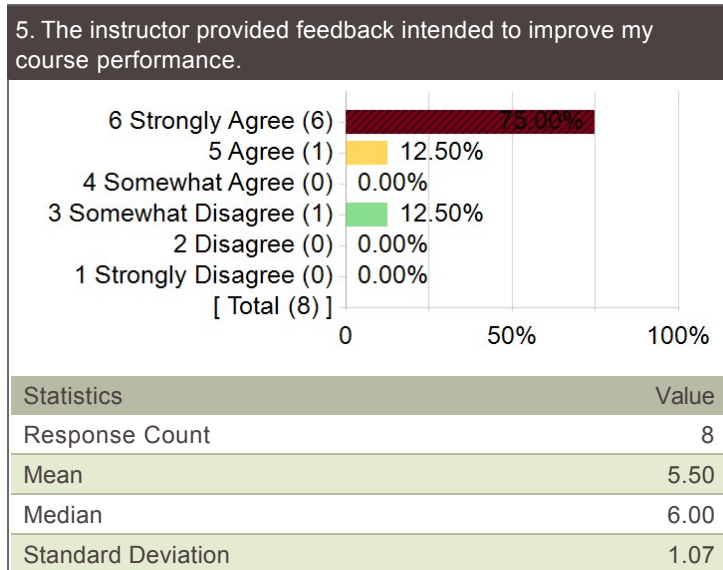 5. The instructor provided feedback intended to improve my
course performance.
6 Strongly Agree (6) 75.00%
5 Agree (1) 12.50%
4 Somewhat Agree (0) 0.00%
3 Somewhat Disagree (1) 12.50%
2 Disagree (0) 0.00%
1 Strongly Disagree (0) 0.00%
[ Total (8) ]
0 50% 100%
Statistics Value
Response Count 8
Mean 5.50
Median 6.00
Standard Deviation 1.07